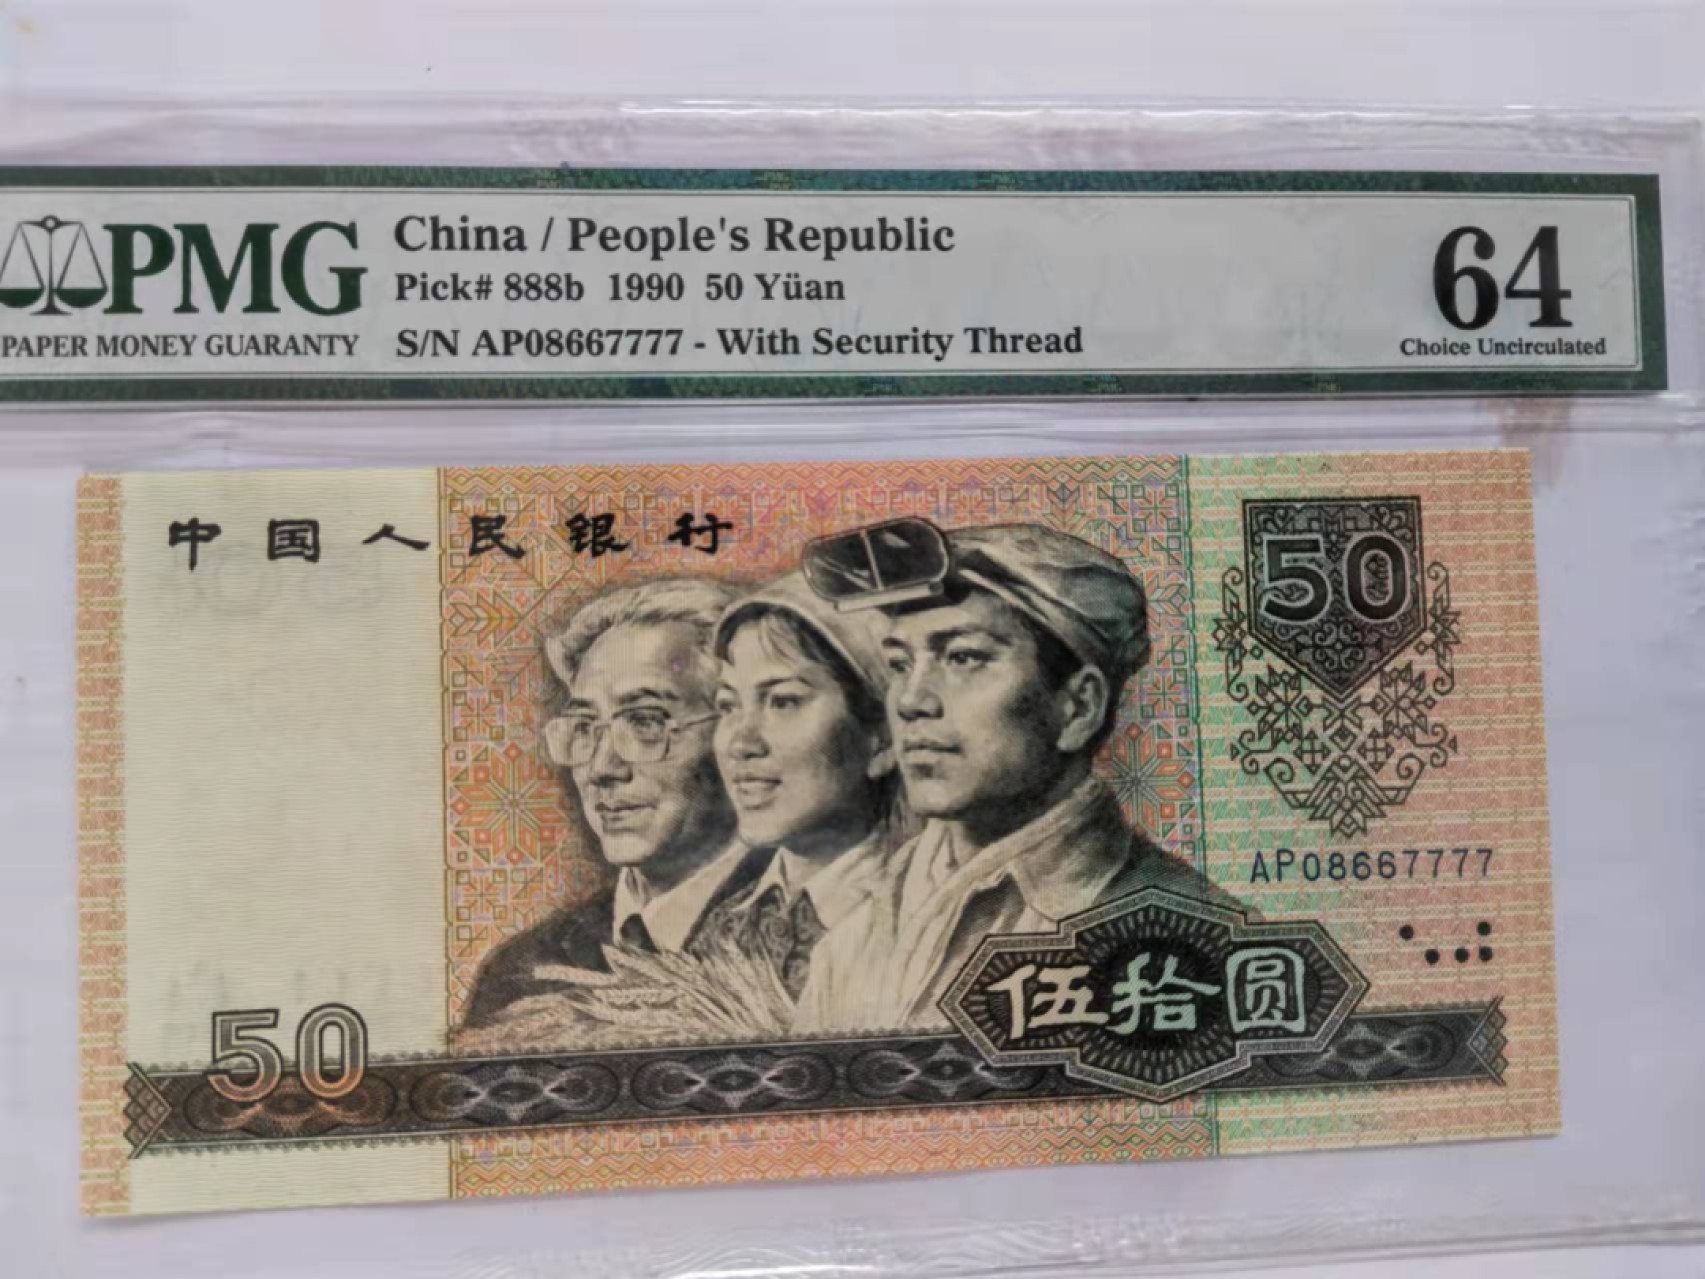 PMG
PAPER MONEY GUARANTY
China / People's Republic
Pick# 888b 1990 50 Yüan
S/N AP08667777 - With Security Thread
64
Choice Uncirculated
中国人民银行
50
AP08667777
伍拾圆
50